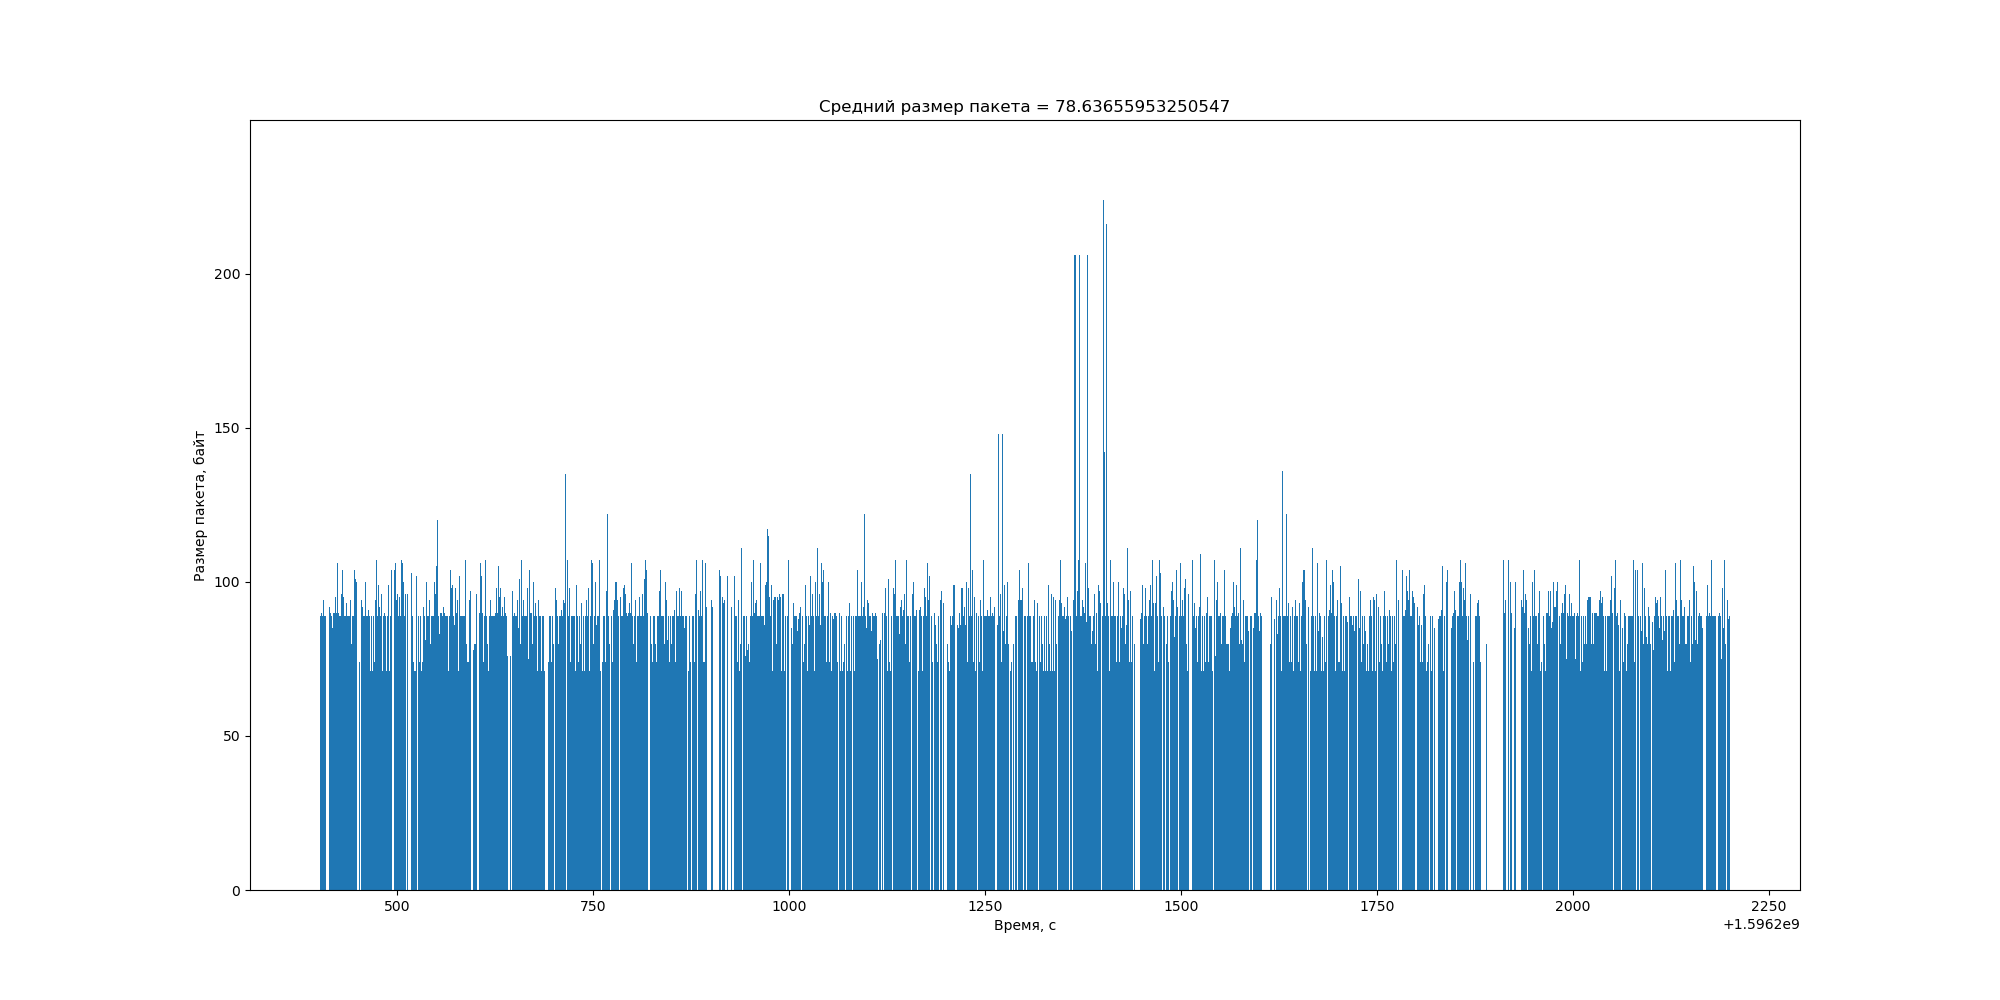 Средний размер пакета = 78.63655953250547
Размер пакета, байт
200
150
100
50
0
500 750 1000 1250 1500 1750 2000 2250
Время, с
+1.5962e9